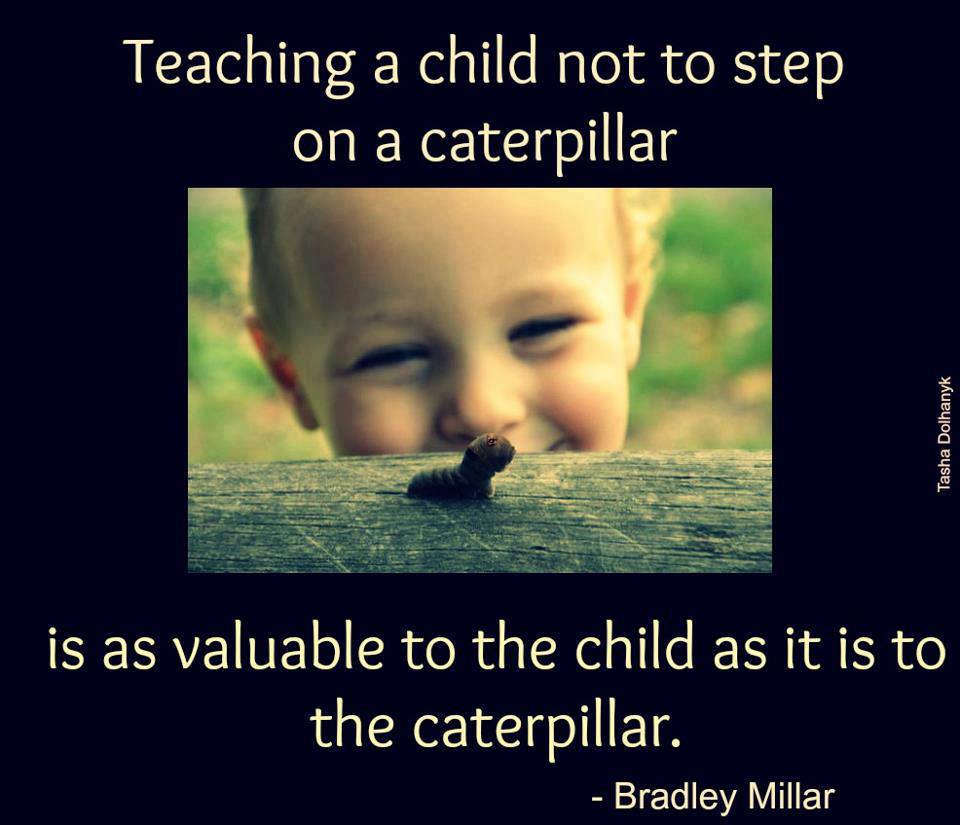 Teaching a child not to step
on a caterpillar
Tasha Dolhanyk
is as valuable to the child as it is to
the caterpillar.
- Bradley Millar